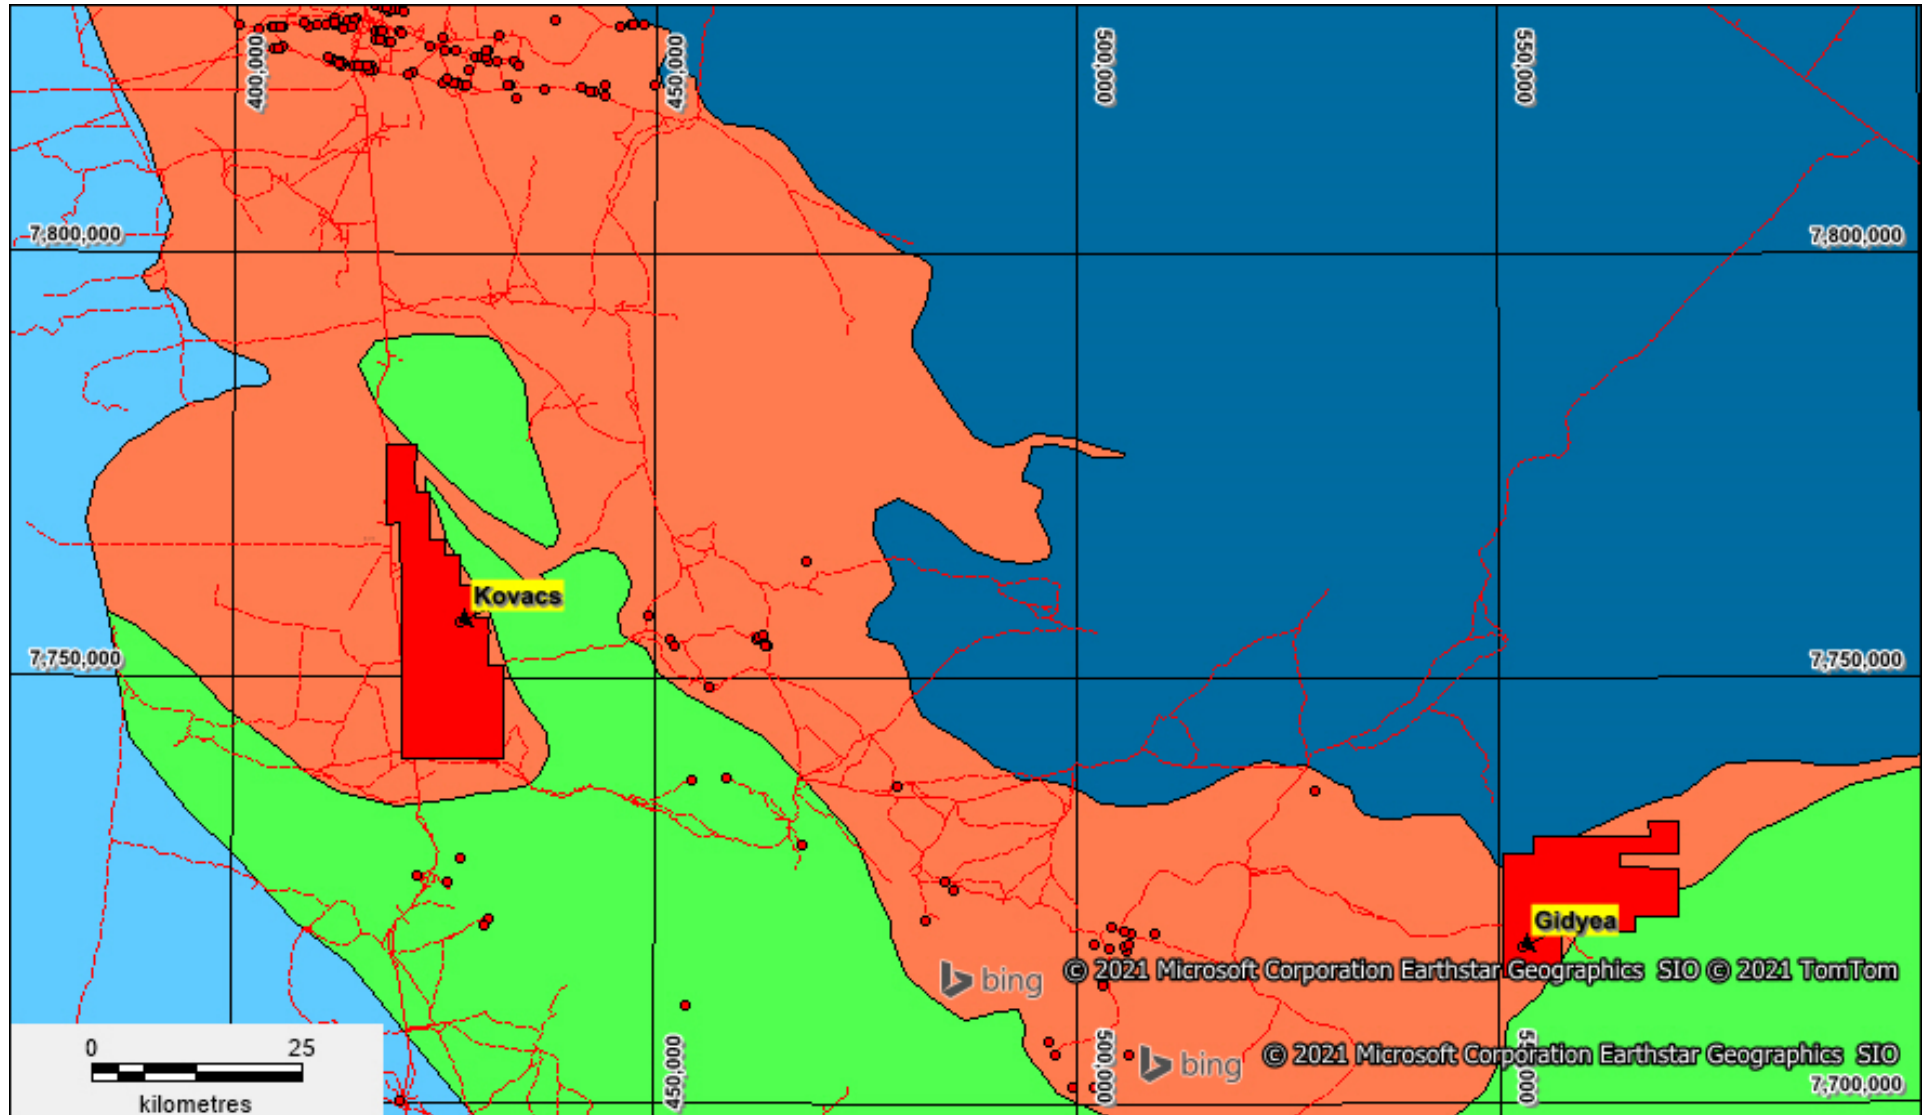 400,000
450,000
500,000
550,000
7,800,000
7,800,000
Kovacs
7,750,000
7,750,000
Gidyea
bing
© 2021 Microsoft Corporation Earthstar Geographics SIO © 2021 TomTom
0 25
kilometres
450,000
500,000
bing
© 2021 Microsoft Corporation Earthstar Geographics SIO
7,700,000